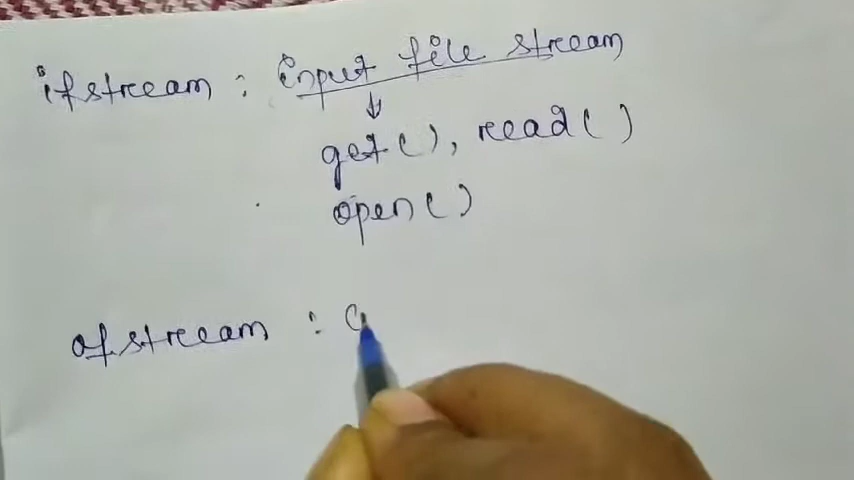 ifstream : input file stream
get(), read()
open()
ofstream : o